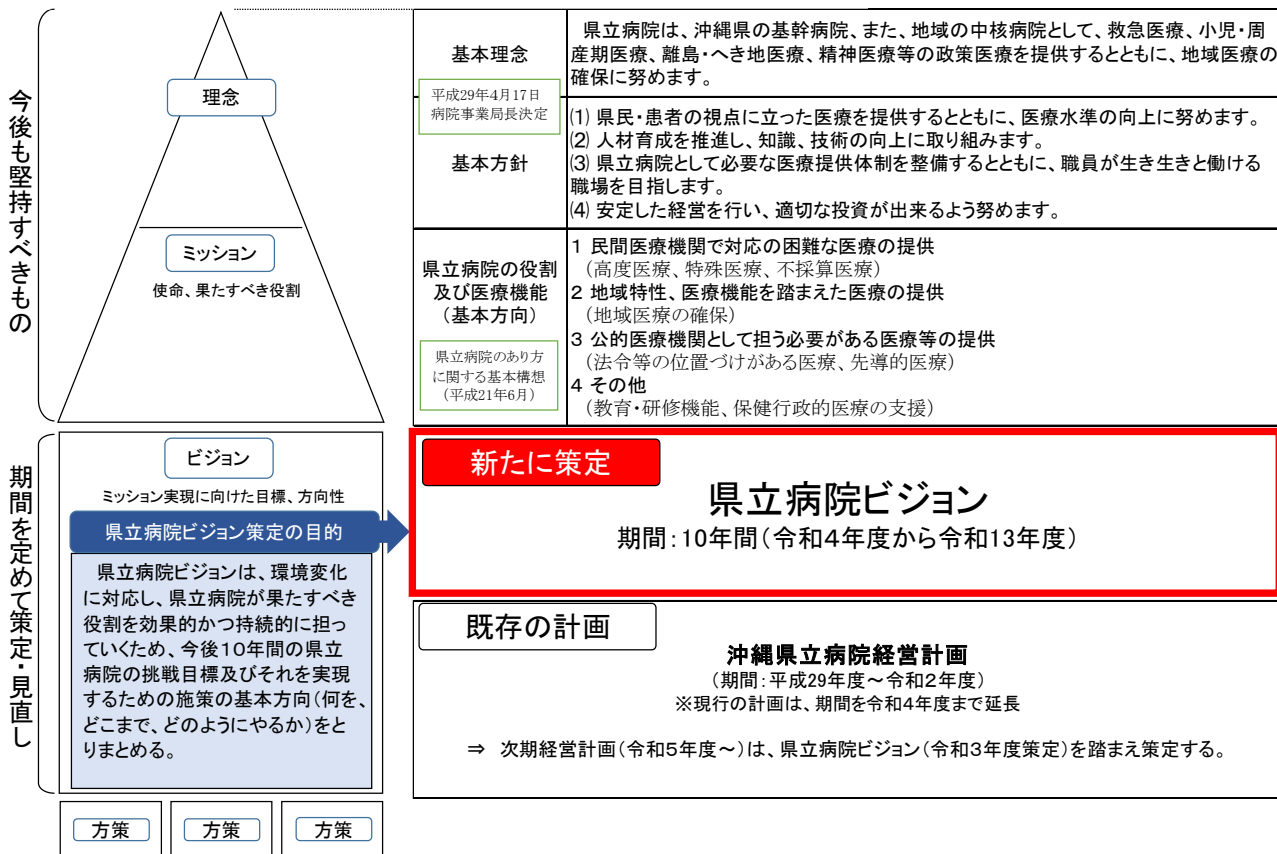 今後も堅持すべきもの
理念
ミッション
使命、果たすべき役割
基本理念
平成29年4月17日
病院事業局長決定
基本方針
県立病院は、沖縄県の基幹病院、また、地域の中核病院として、救急医療、小児・周
産期医療、離島・へき地医療、精神医療等の政策医療を提供するとともに、地域医療の
確保に努めます。
⑴ 県民・患者の視点に立った医療を提供するとともに、医療水準の向上に努めます。
⑵ 人材育成を推進し、知識、技術の向上に取り組みます。
⑶ 県立病院として必要な医療提供体制を整備するとともに、職員が生き生きと働ける
職場を目指します。
⑷ 安定した経営を行い、適切な投資が出来るよう努めます。
県立病院の役割
及び医療機能
（基本方向）
県立病院のあり方
に関する基本構想
（平成21年6月）
1 民間医療機関で対応の困難な医療の提供
（高度医療、特殊医療、不採算医療）
2 地域特性、医療機能を踏まえた医療の提供
（地域医療の確保）
3 公的医療機関として担う必要がある医療等の提供
（法令等の位置づけがある医療、先導的医療）
4 その他
（教育・研修機能、保健行政的医療の支援）
期間を定めて策定・見直し
ビジョン
ミッション実現に向けた目標、方向性
県立病院ビジョン策定の目的
県立病院ビジョンは、環境変化
に対応し、県立病院が果たすべき
役割を効果的かつ持続的に担っ
ていくため、今後10年間の県立
病院の挑戦目標及びそれを実現
するための施策の基本方向（何を、
どこまで、どのようにやるか）をと
りまとめる。
新たに策定
県立病院ビジョン
期間：10年間（令和4年度から令和13年度）
既存の計画
沖縄県立病院経営計画
（期間：平成29年度～令和2年度）
※現行の計画は、期間を令和4年度まで延長
⇒ 次期経営計画（令和5年度～）は、県立病院ビジョン（令和3年度策定）を踏まえ策定する。
方策 方策 方策